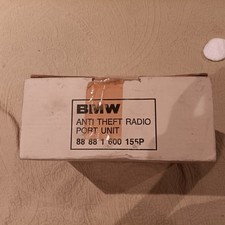 BMW
ANTI THEFT RADIO
PORT UNIT
88 88 1 600 155P